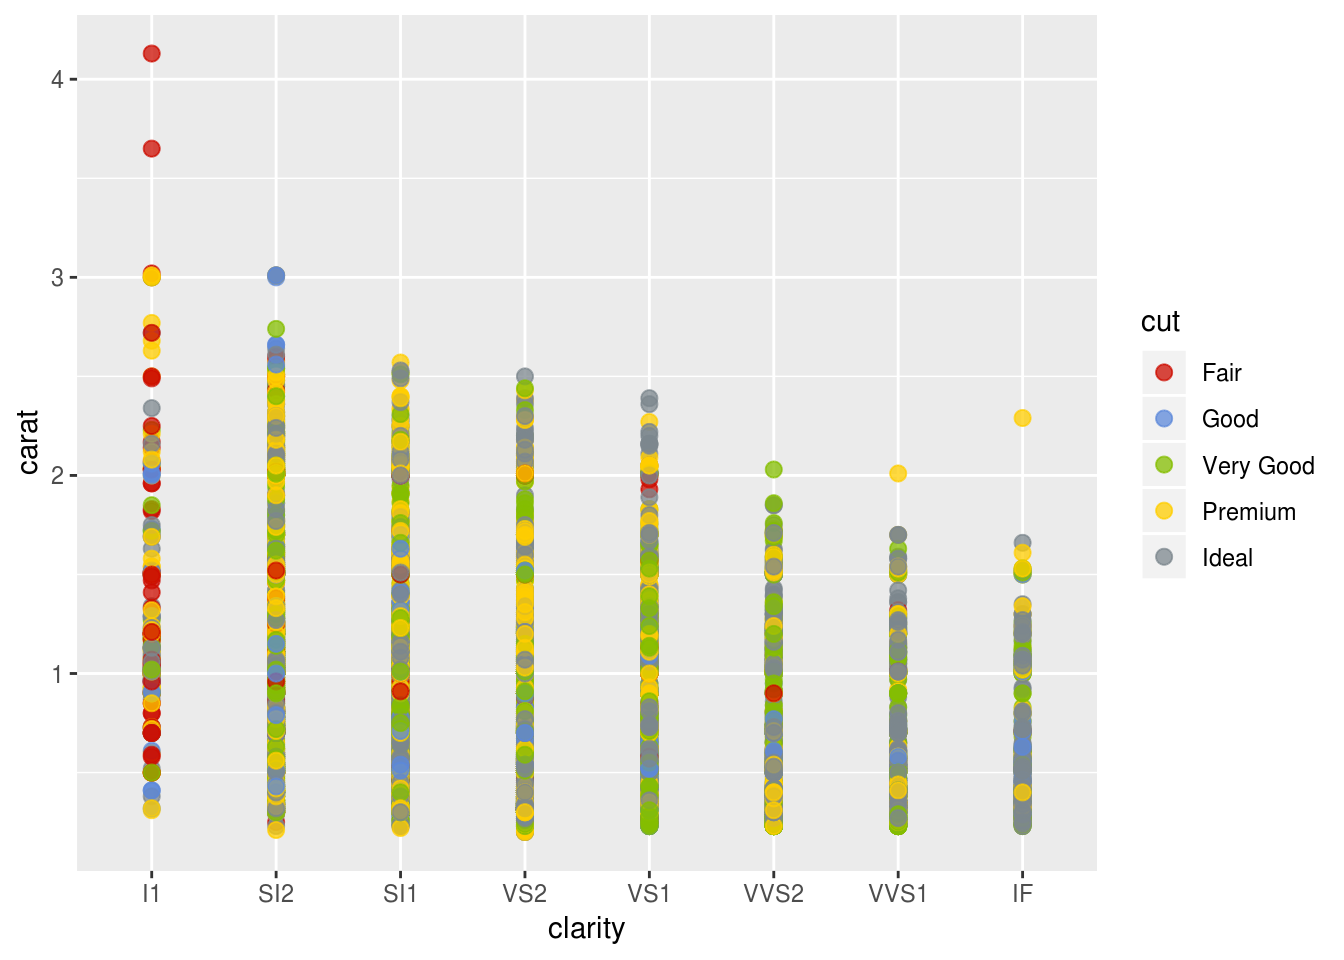 4
3
2
1
carat
I1 SI2 SI1 VS2 VS1 VVS2 VVS1 IF
clarity
cut
Fair
Good
Very Good
Premium
Ideal